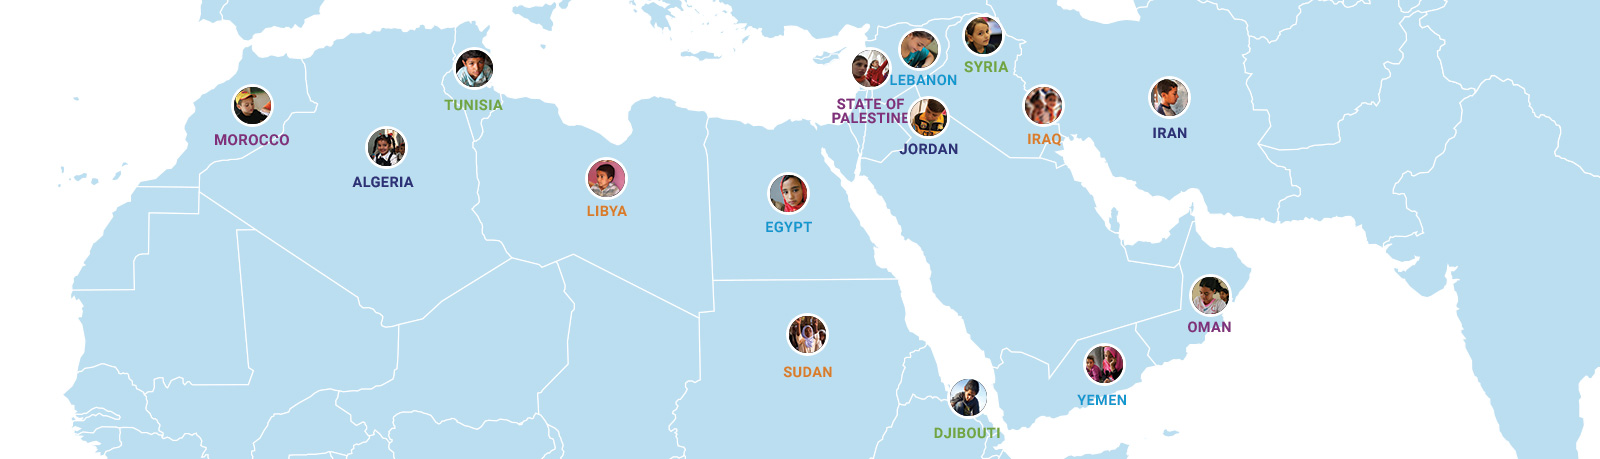 SYRIA
LEBANON
TUNISIA
STATE OF
PALESTINE
IRAN
MOROCCO
IRAQ
JORDAN
ALGERIA
LIBYA
EGYPT
OMAN
SUDAN
YEMEN
DJIBOUTI